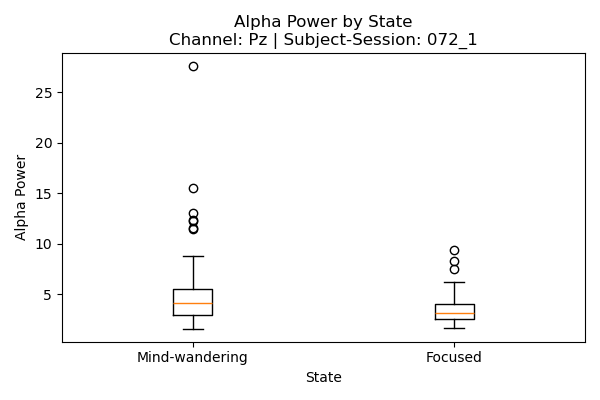 Alpha Power by State
Channel: Pz | Subject-Session: 072_1
25
20
15
10
5
Alpha Power
Mind-wandering
Focused
State